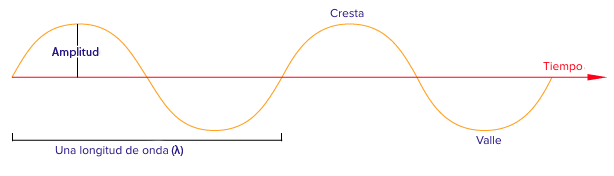 Cresta
Amplitud
Tiempo
Valle
Una longitud de onda (λ)